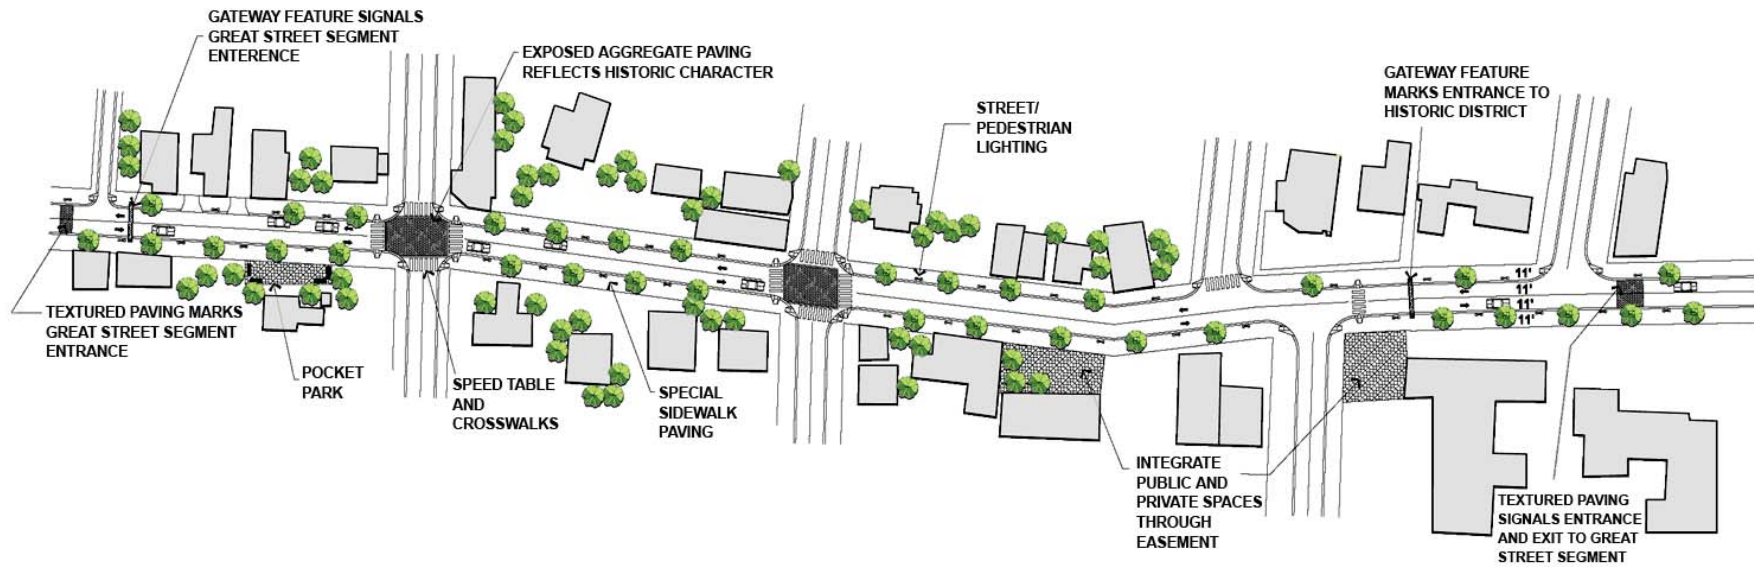 GATEWAY FEATURE SIGNALS
GREAT STREET SEGMENT
ENTERENCE
EXPOSED AGGREGATE PAVING
REFLECTS HISTORIC CHARACTER
STREET/
PEDESTRIAN
LIGHTING
GATEWAY FEATURE
MARKS ENTRANCE TO
HISTORIC DISTRICT
11'
11'
11'
11'
TEXTURED PAVING MARKS
GREAT STREET SEGMENT
ENTRANCE
POCKET
PARK
SPEED TABLE
AND
CROSSWALKS
SPECIAL
SIDEWALK
PAVING
INTEGRATE
PUBLIC AND
PRIVATE SPACES
THROUGH
EASEMENT
TEXTURED PAVING
SIGNALS ENTRANCE
AND EXIT TO GREAT
STREET SEGMENT